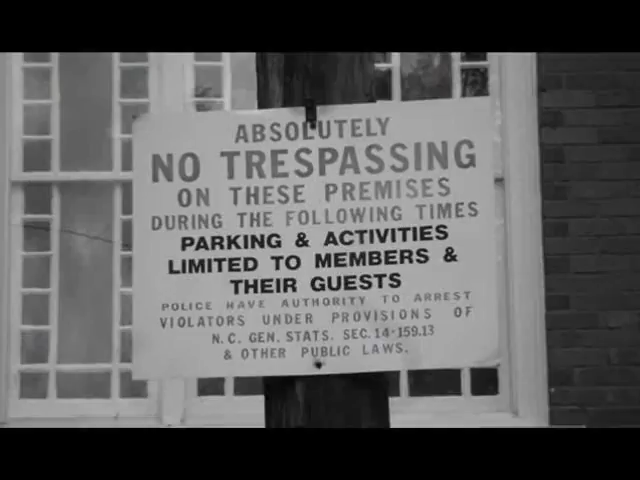 ABSOLUTELY
NO TRESPASSING
ON THESE PREMISES
DURING THE FOLLOWING TIMES
PARKING & ACTIVITIES
LIMITED TO MEMBERS &
THEIR GUESTS
POLICE HAVE AUTHORITY TO ARREST
VIOLATORS UNDER PROVISIONS OF
N.C. GEN. STATS. SEC. 14-159.13
& OTHER PUBLIC LAWS.